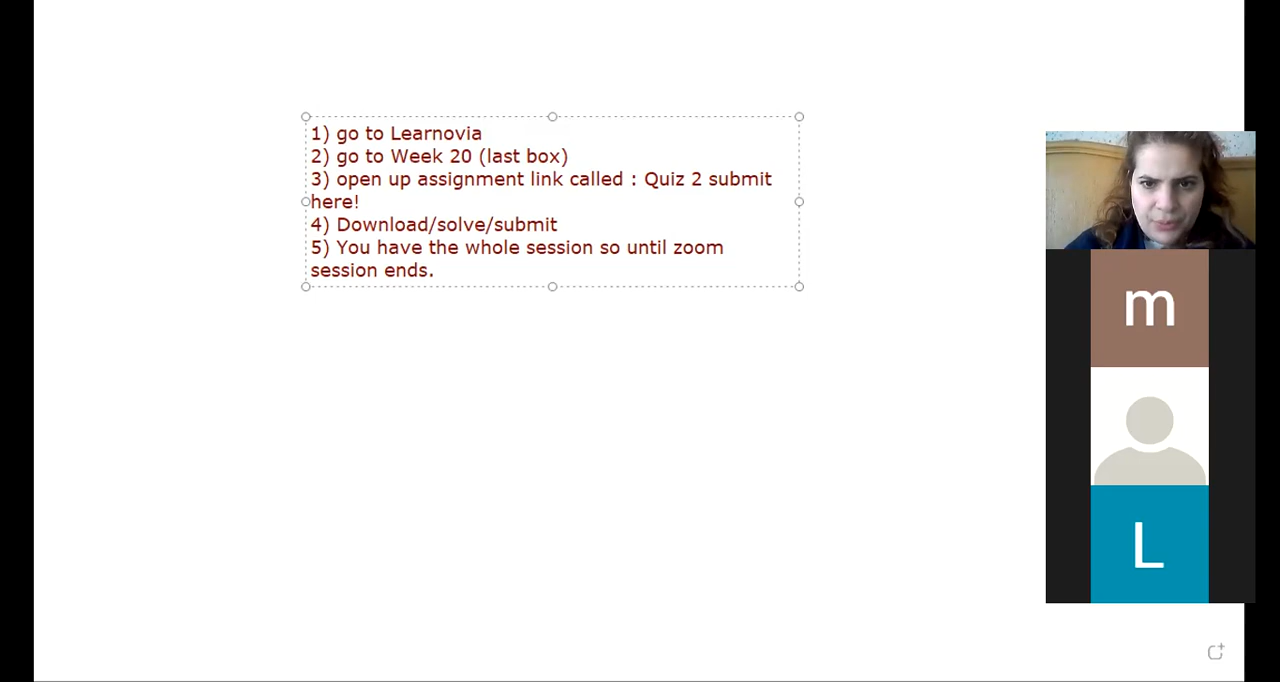 1) go to Learnovia
2) go to Week 20 (last box)
3) open up assignment link called : Quiz 2 submit
here!
4) Download/solve/submit
5) You have the whole session so until zoom
session ends.
m
L